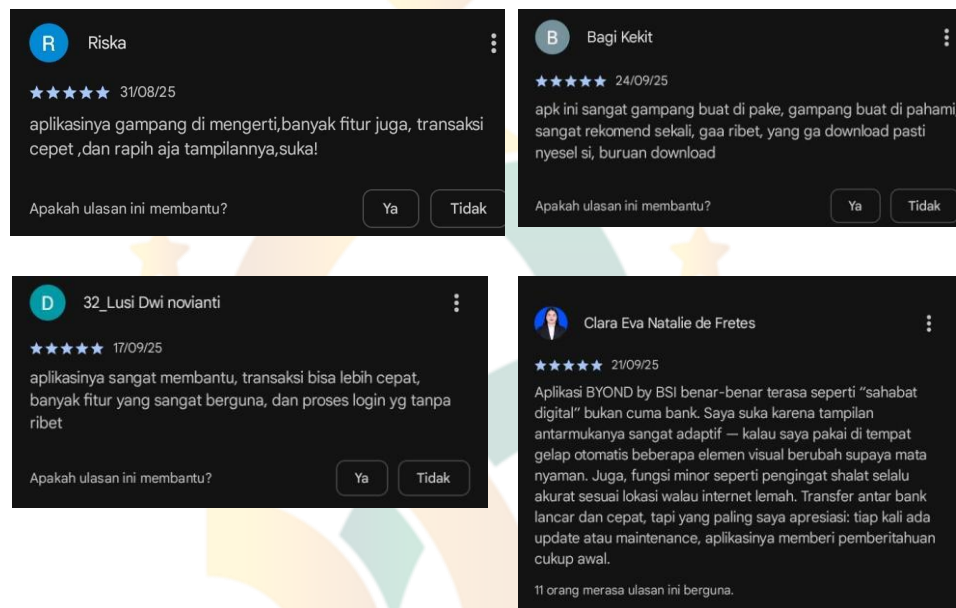 R
Riska
31/08/25
aplikasinya gampang di mengerti,banyak fitur juga, transaksi
cepet ,dan rapih aja tampilannya,suka!
Apakah ulasan ini membantu?
Ya
Tidak
B
Bagi Kekit
24/09/25
apk ini sangat gampang buat di pake, gampang buat di pahami
sangat rekomend sekali, gaa ribet, yang ga download pasti
nyesel si, buruan download
Apakah ulasan ini membantu?
Ya
Tidak
D
32_Lusi Dwi novianti
17/09/25
aplikasinya sangat membantu, transaksi bisa lebih cepat,
banyak fitur yang sangat berguna, dan proses login yg tanpa
ribet
Apakah ulasan ini membantu?
Ya
Tidak
Clara Eva Natalie de Fretes
21/09/25
Aplikasi BYOND by BSI benar-benar terasa seperti “sahabat
digital” bukan cuma bank. Saya suka karena tampilan
antarmukanya sangat adaptif — kalau saya pakai di tempat
gelap otomatis beberapa elemen visual berubah supaya mata
nyaman. Juga, fungsi minor seperti pengingat shalat selalu
akurat sesuai lokasi walau internet lemah. Transfer antar bank
lancar dan cepat, tapi yang paling saya apresiasi: tiap kali ada
update atau maintenance, aplikasinya memberi pemberitahuan
cukup awal.
11 orang merasa ulasan ini berguna.